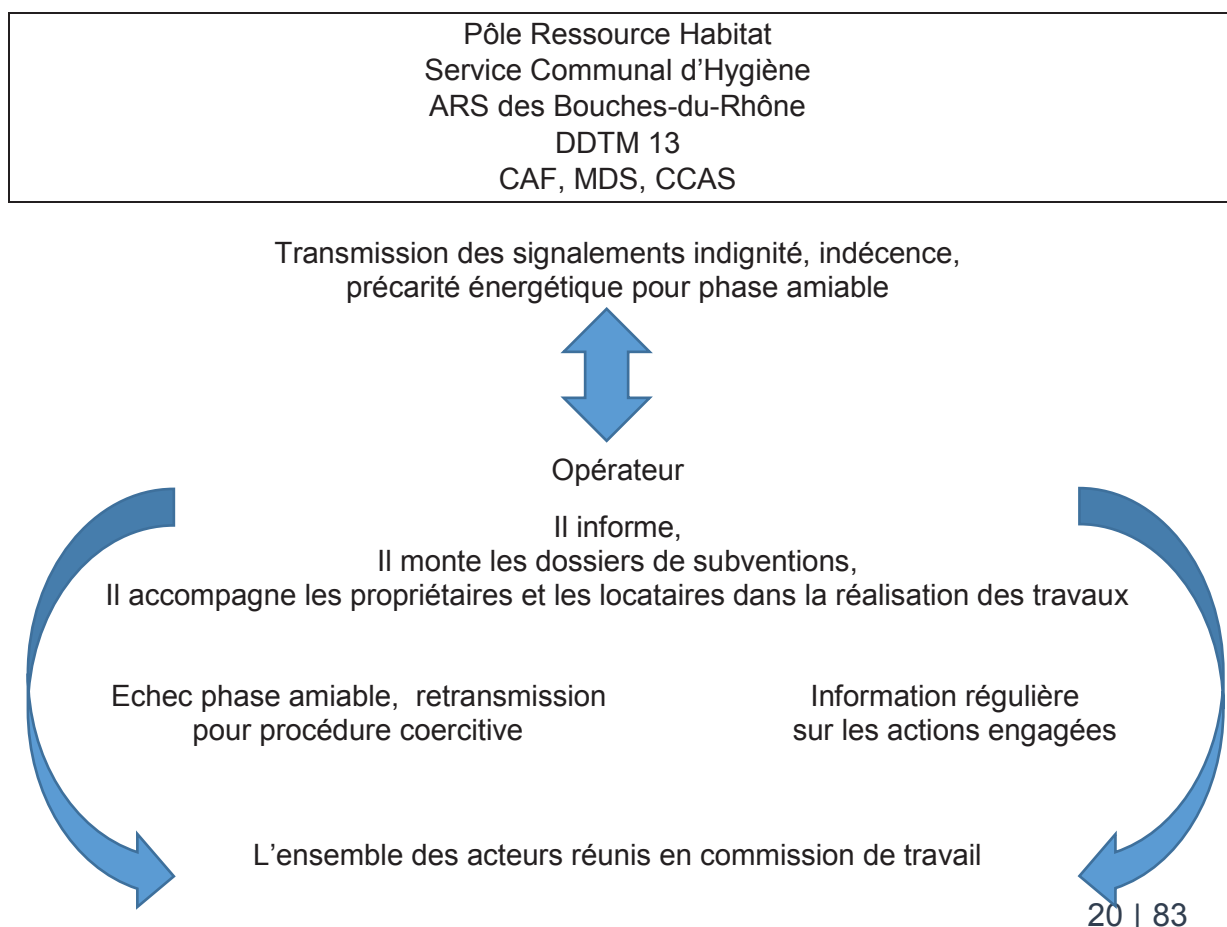 Pôle Ressource Habitat
Service Communal d’Hygiène
ARS des Bouches-du-Rhône
DDTM 13
CAF, MDS, CCAS
Transmission des signalements indignité, indécence,
précarité énergétique pour phase amiable
Opérateur
Il informe,
Il monte les dossiers de subventions,
Il accompagne les propriétaires et les locataires dans la réalisation des travaux
Echec phase amiable, retransmission
pour procédure coercitive
Information régulière
sur les actions engagées
L’ensemble des acteurs réunis en commission de travail
20 | 83